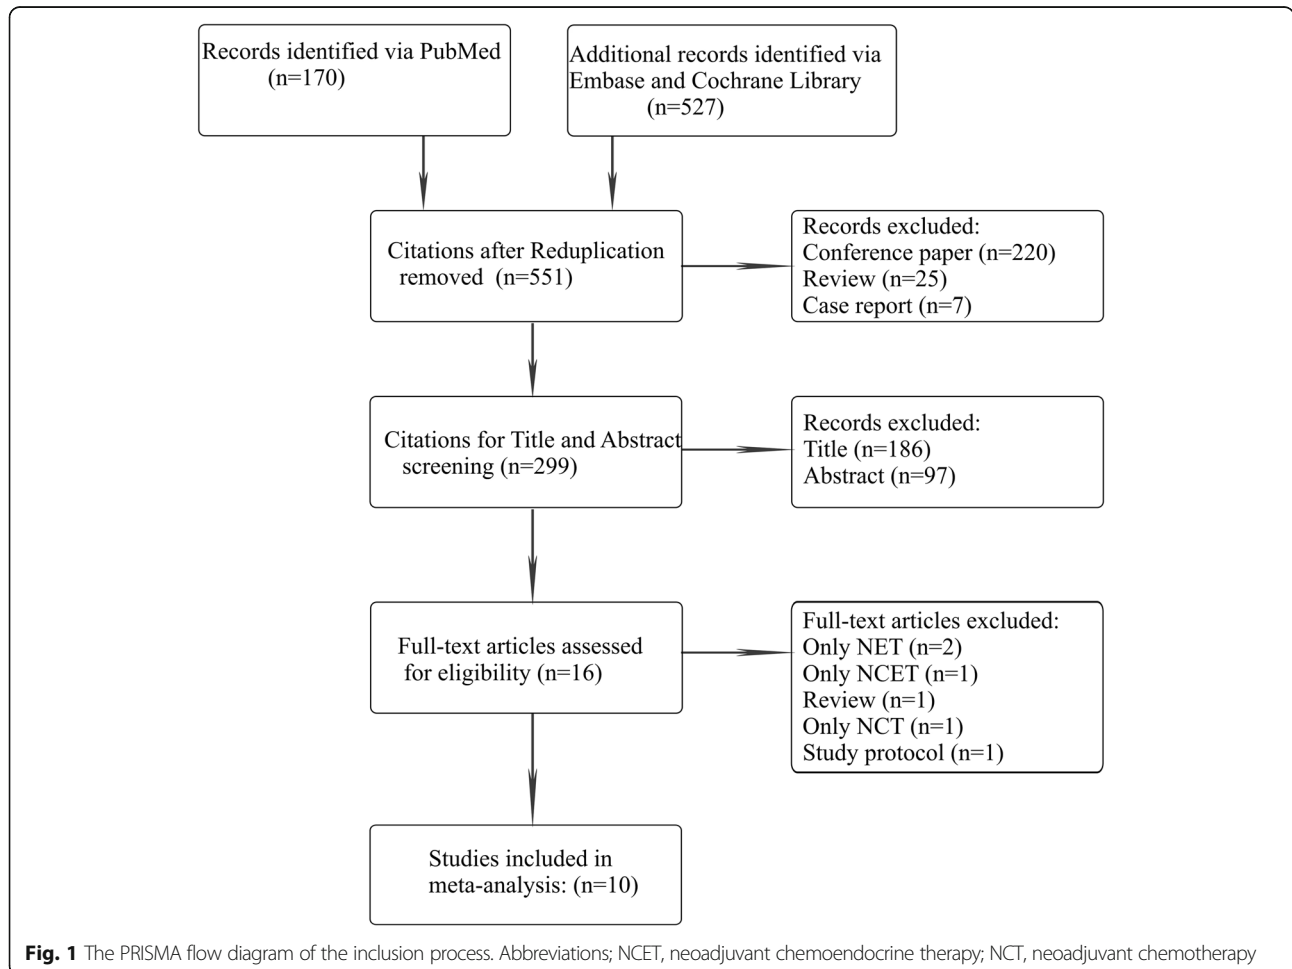 Records identified via PubMed
(n=170)
Additional records identified via
Embase and Cochrane Library
(n=527)
Citations after Reduplication
removed (n=551)
Records excluded:
Conference paper (n=220)
Review (n=25)
Case report (n=7)
Citations for Title and Abstract
screening (n=299)
Records excluded:
Title (n=186)
Abstract (n=97)
Full-text articles assessed
for eligibility (n=16)
Full-text articles excluded:
Only NET (n=2)
Only NCET (n=1)
Review (n=1)
Only NCT (n=1)
Study protocol (n=1)
Studies included in
meta-analysis: (n=10)
Fig. 1 The PRISMA flow diagram of the inclusion process. Abbreviations; NCET, neoadjuvant chemoendocrine therapy; NCT, neoadjuvant chemotherapy